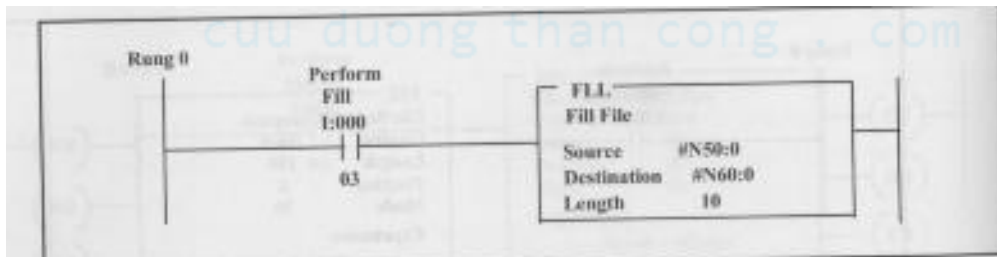 cuu duong than cong . com
Rung 0
Perform
Fill
I:000
03
FLL
Fill File
Source #N50:0
Destination #N60:0
Length 10